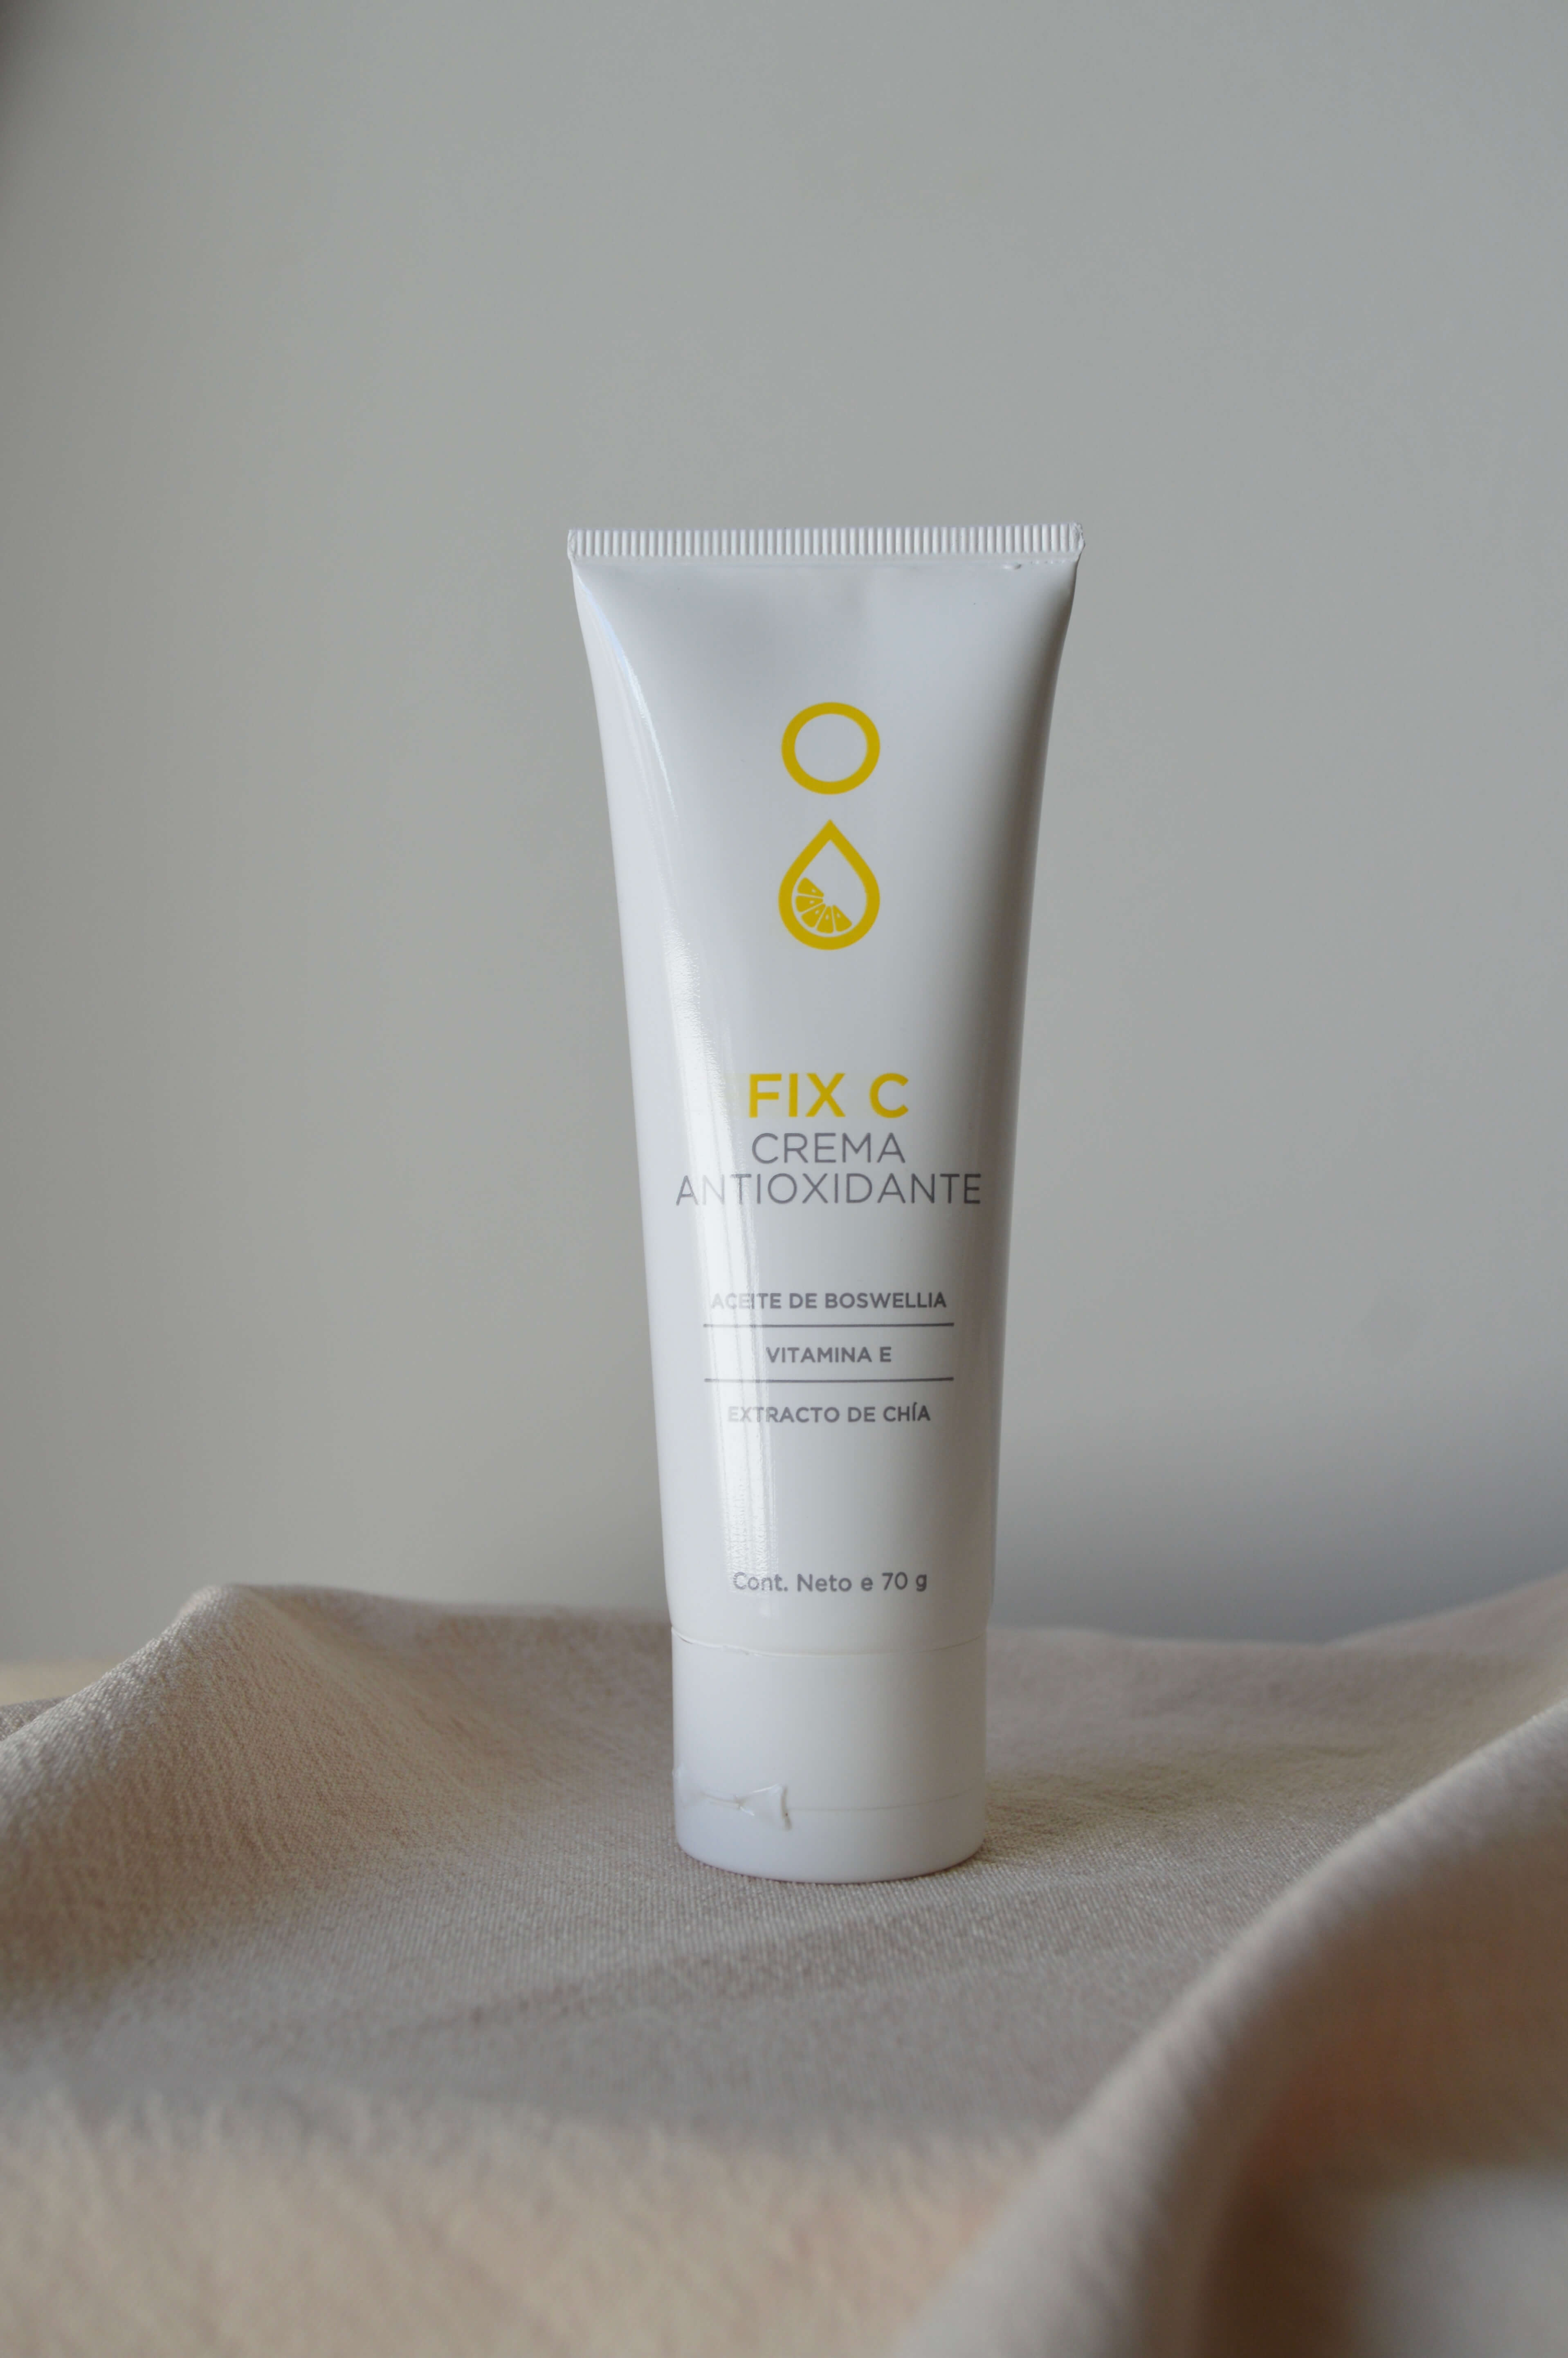 FIX C
CREMA
ANTIOXIDANTE
ACEITE DE BOSWELLIA
VITAMINA E
EXTRACTO DE CHÍA
Cont. Neto e 70 g